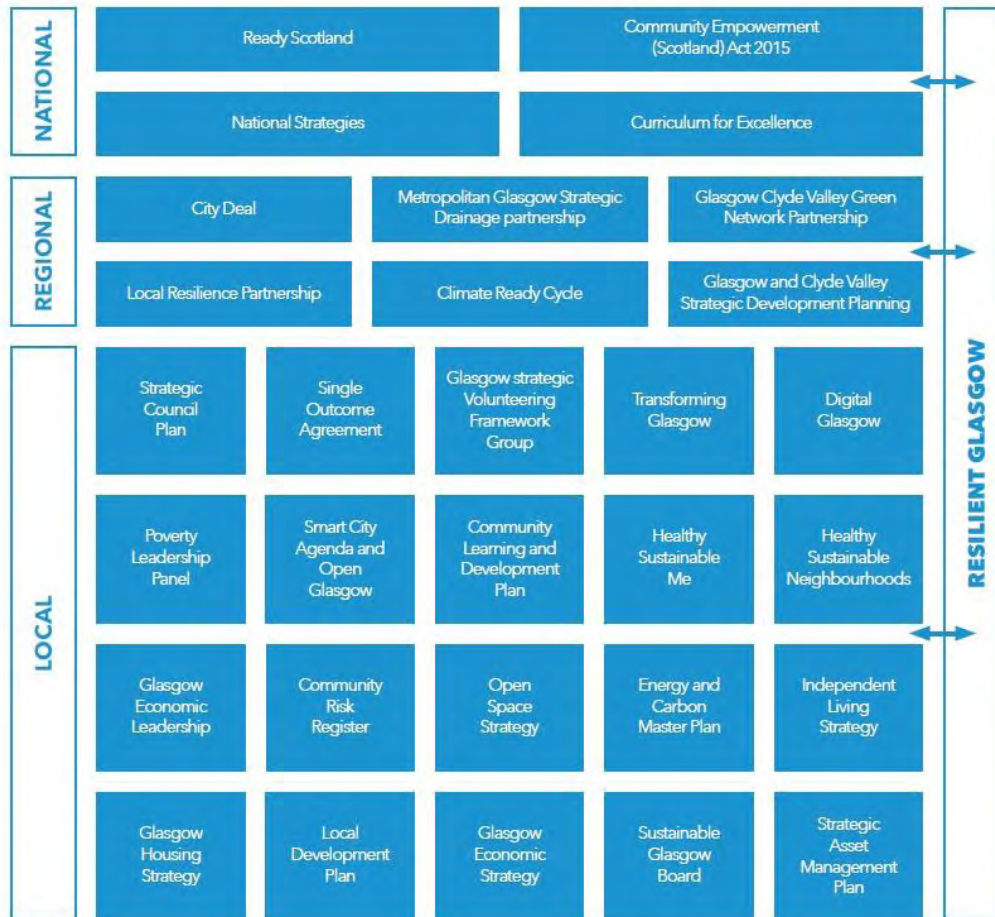 NATIONAL
Ready Scotland
Community Empowerment
(Scotland) Act 2015
National Strategies
Curriculum for Excellence
REGIONAL
City Deal
Metropolitan Glasgow Strategic
Drainage partnership
Glasgow Clyde Valley Green
Network Partnership
Local Resilience Partnership
Climate Ready Cycle
Glasgow and Clyde Valley
Strategic Development Planning
LOCAL
Strategic
Council
Plan
Single
Outcome
Agreement
Glasgow strategic
Volunteering
Framework
Group
Transforming
Glasgow
Digital
Glasgow
Poverty
Leadership
Panel
Smart City
Agenda and
Open
Glasgow
Community
Learning and
Development
Plan
Healthy
Sustainable
Me
Healthy
Sustainable
Neighbourhoods
Glasgow
Economic
Leadership
Community
Risk
Register
Open
Space
Strategy
Energy and
Carbon
Master Plan
Independent
Living
Strategy
Glasgow
Housing
Strategy
Local
Development
Plan
Glasgow
Economic
Strategy
Sustainable
Glasgow
Board
Strategic
Asset
Management
Plan
RESILIENT GLASGOW